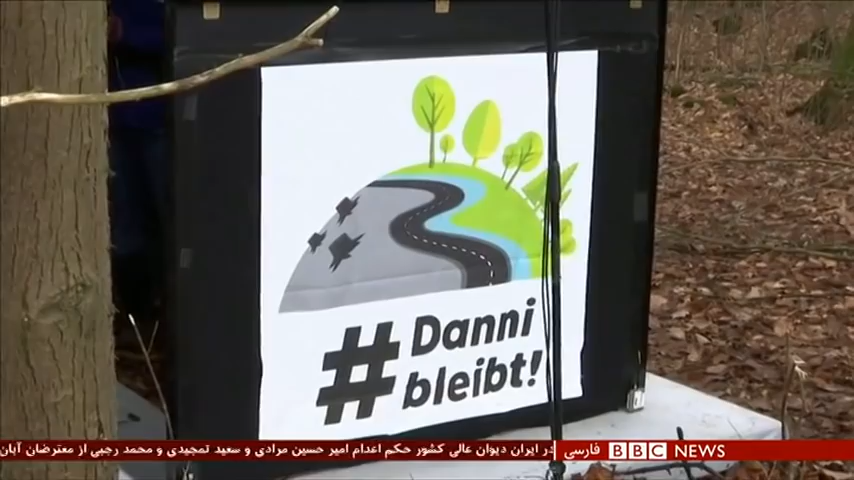 # Danni
bleibt!
در ایران دیوان عالی کشور حکم اعدام امیر حسین مرادی و سعید تمجیدی و محمد رجبی از معترضان آبان
فارسی BBC NEWS